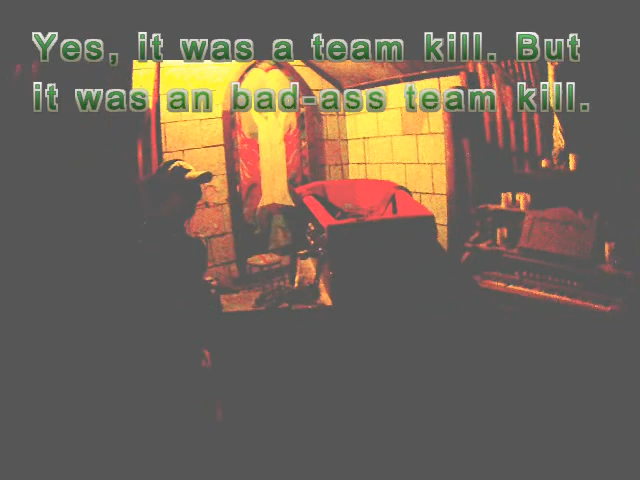 Yes, it was a team kill. But
it was an bad-ass team kill.